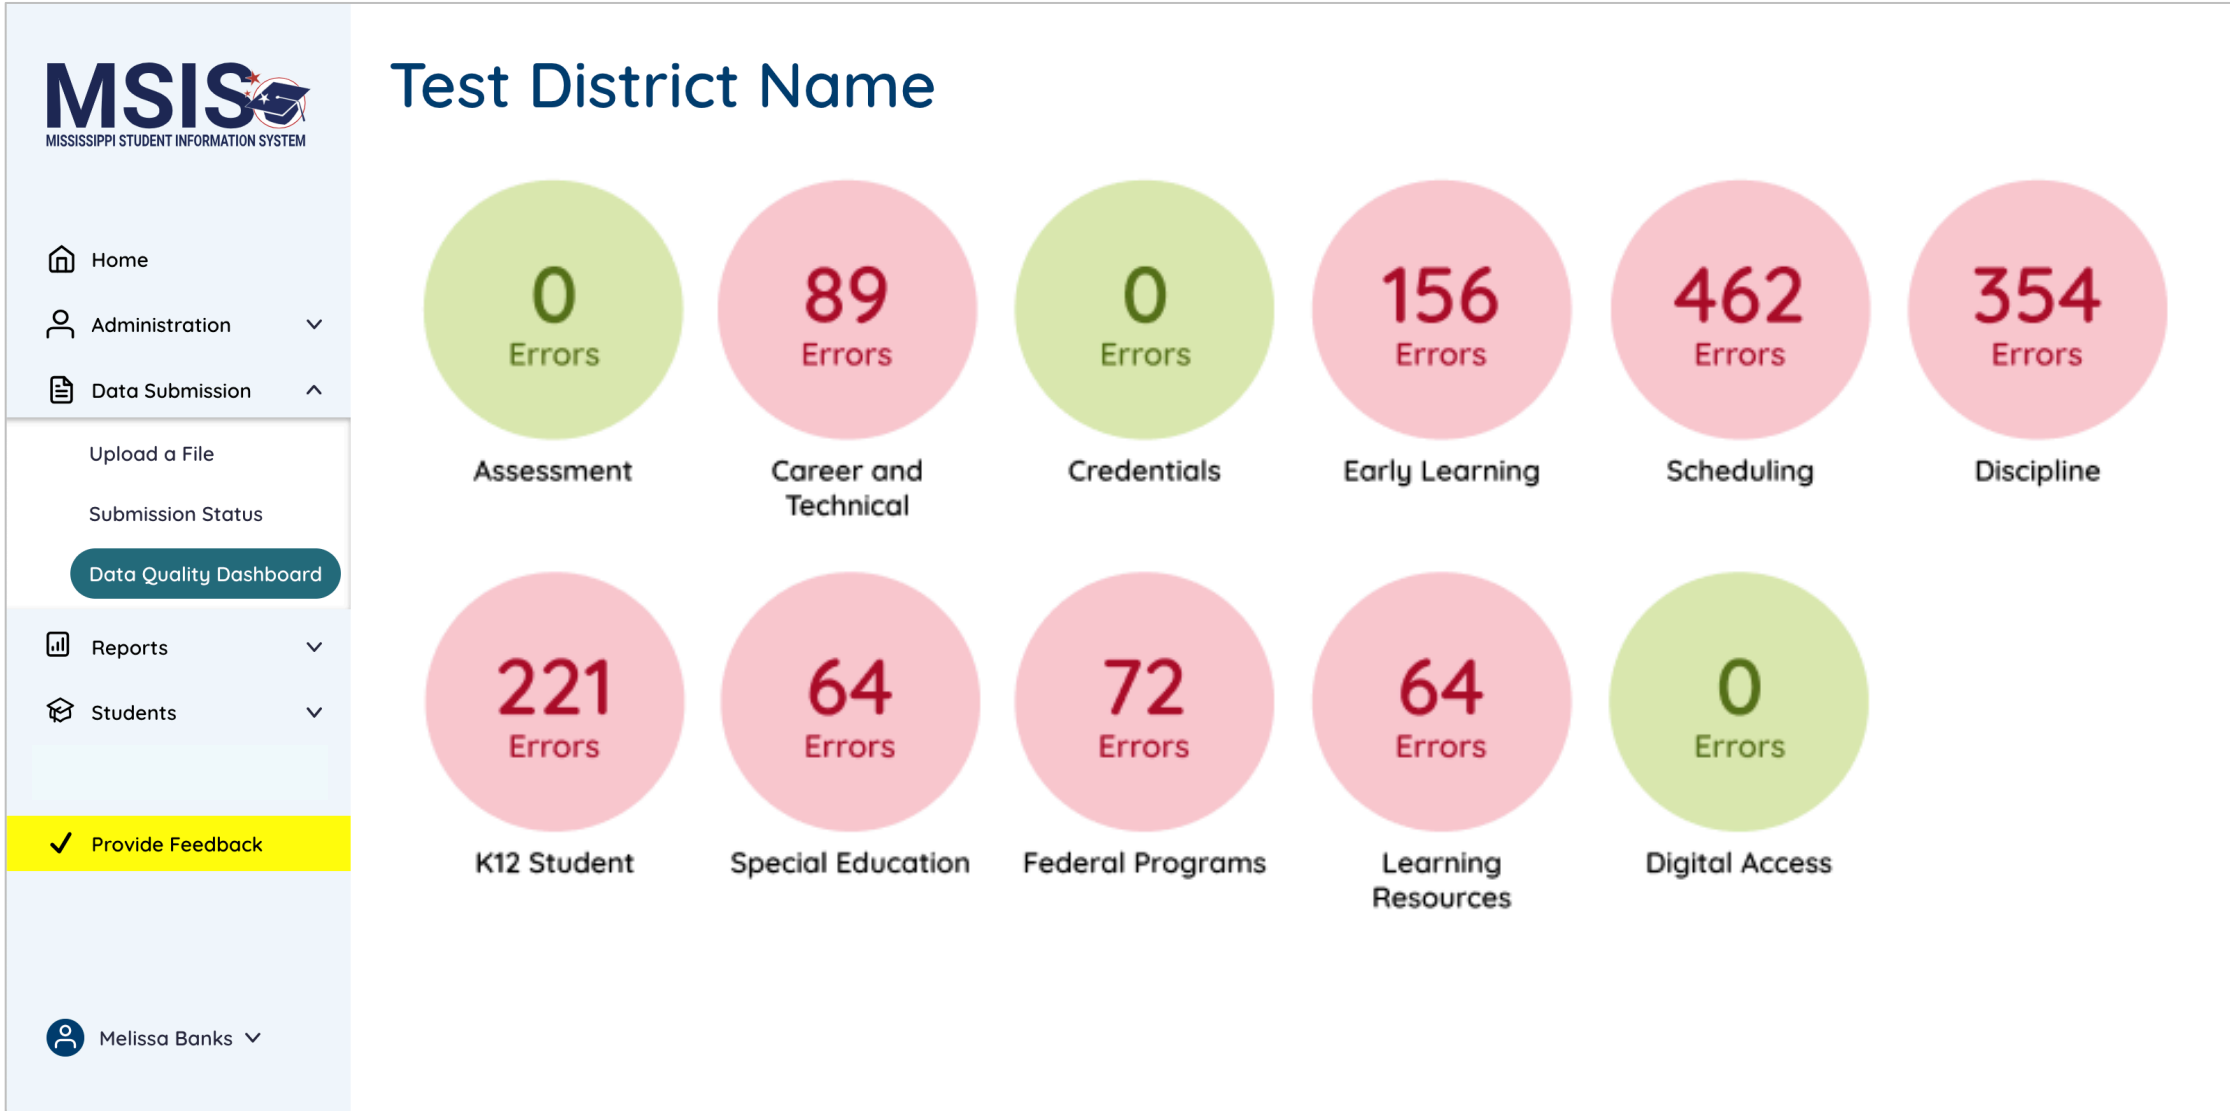 MSIS
MISSISSIPPI STUDENT INFORMATION SYSTEM
Home
Administration
Data Submission
Upload a File
Submission Status
Data Quality Dashboard
Reports
Students
Provide Feedback
Melissa Banks
Test District Name
0
Errors
Assessment
89
Errors
Career and
Technical
0
Errors
Credentials
156
Errors
Early Learning
462
Errors
Scheduling
354
Errors
Discipline
221
Errors
K12 Student
64
Errors
Special Education
72
Errors
Federal Programs
64
Errors
Learning
Resources
0
Errors
Digital Access